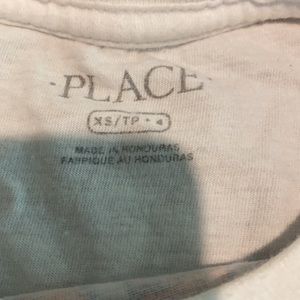 ·PLACE·
XS/TP · 4
MADE IN HONDURAS
FABRIQUE AU HONDURAS